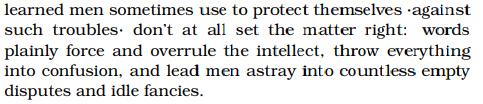 learned men sometimes use to protect themselves ·against
such troubles· don't at all set the matter right: words
plainly force and overrule the intellect, throw everything
into confusion, and lead men astray into countless empty
disputes and idle fancies.